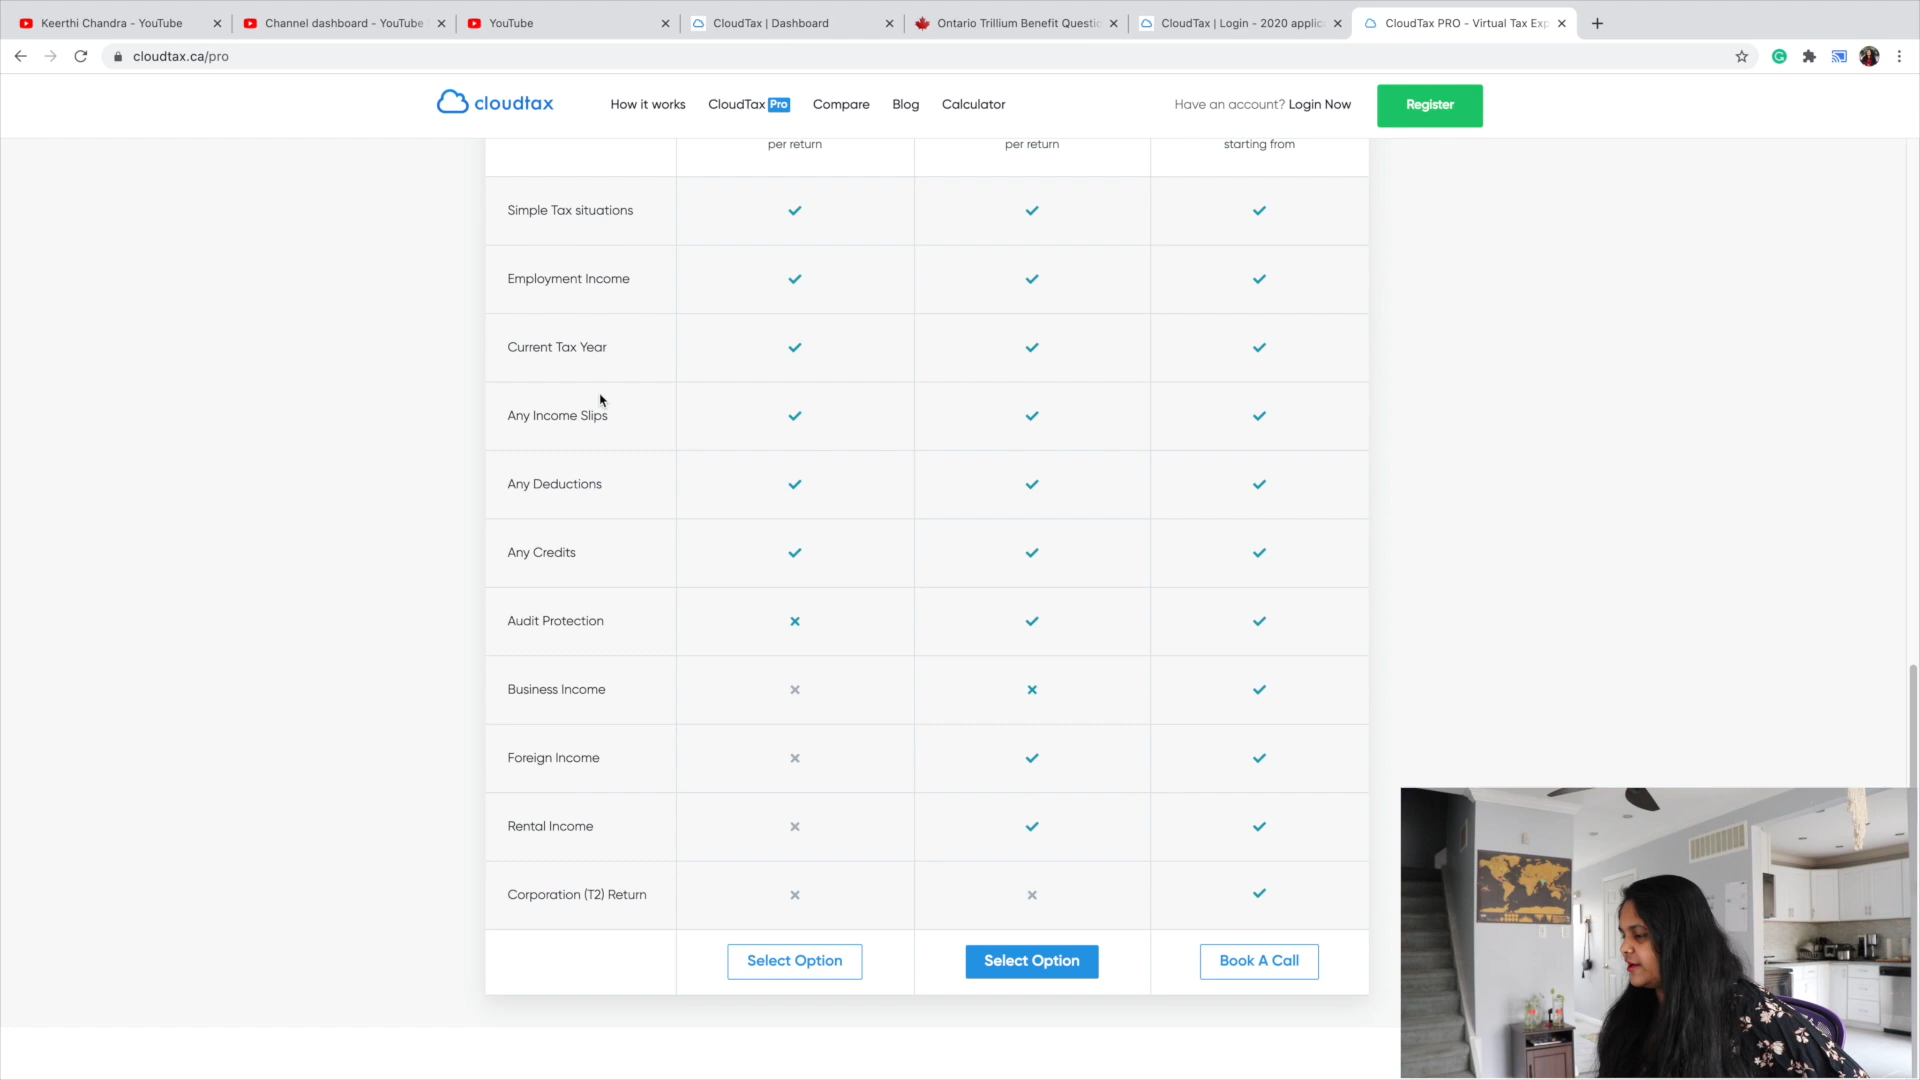 Keerthi Chandra - YouTube
Channel dashboard - YouTube
YouTube
CloudTax | Dashboard
Ontario Trillium Benefit Questic
CloudTax | Login - 2020 applic
CloudTax PRO - Virtual Tax Exp
cloudtax.ca/pro
cloudtax
How it works
CloudTax Pro
Compare
Blog
Calculator
Have an account? Login Now
Register
per return
per return
starting from
Simple Tax situations
Employment Income
Current Tax Year
Any Income Slips
Any Deductions
Any Credits
Audit Protection
Business Income
Foreign Income
Rental Income
Corporation (T2) Return
Select Option
Select Option
Book A Call